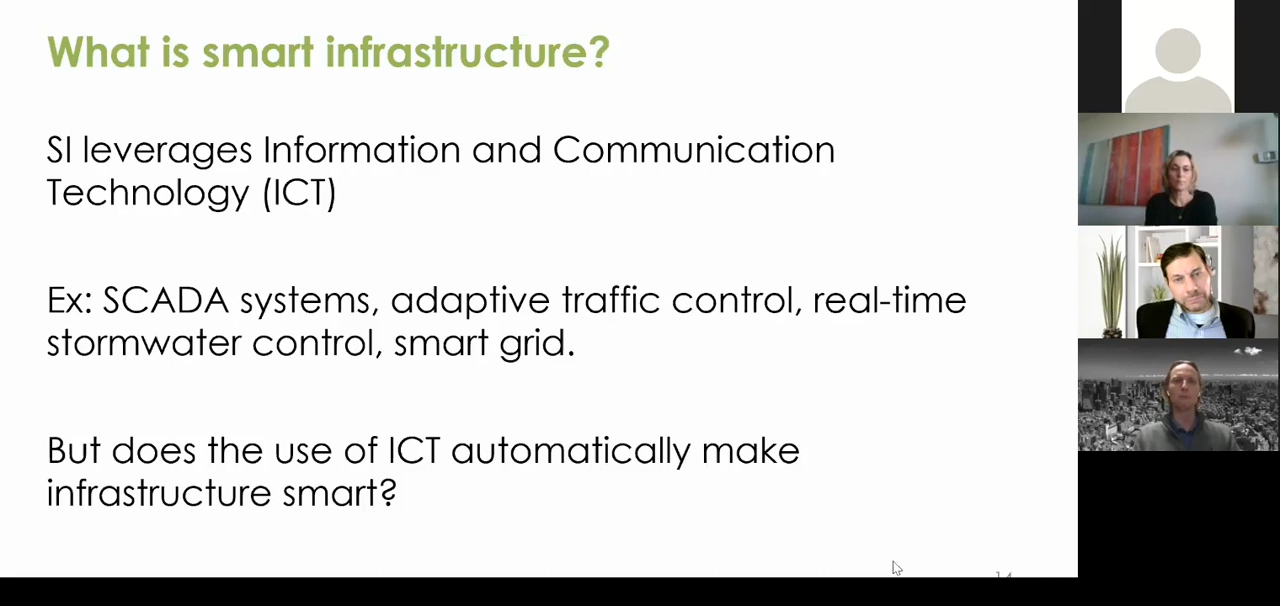 What is smart infrastructure?
SI leverages Information and Communication
Technology (ICT)
Ex: SCADA systems, adaptive traffic control, real-time
stormwater control, smart grid.
But does the use of ICT automatically make
infrastructure smart?
14